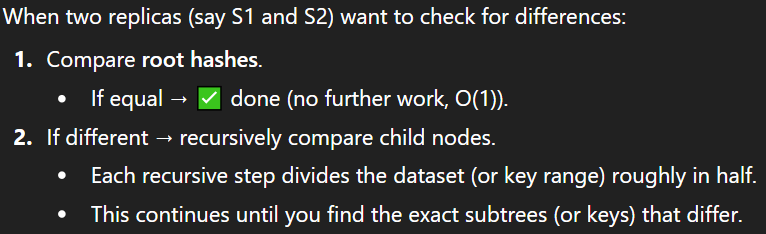 When two replicas (say S1 and S2) want to check for differences:
1. Compare root hashes.
• If equal → ✅ done (no further work, O(1)).
2. If different → recursively compare child nodes.
• Each recursive step divides the dataset (or key range) roughly in half.
• This continues until you find the exact subtrees (or keys) that differ.